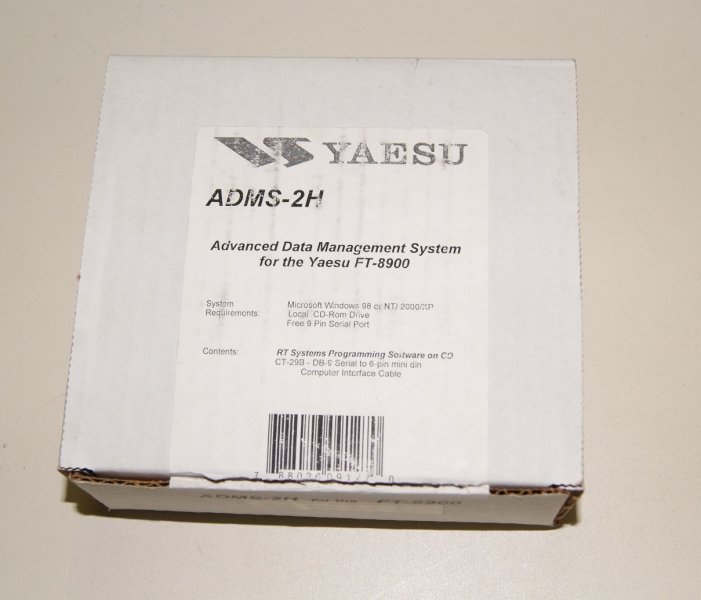 YAESU
ADMS-2H
Advanced Data Management System
for the Yaesu FT-8900
System Requirements: Microsoft Windows 98 or NT/ 2000/XP
Local CD-Rom Drive
Free 9 Pin Serial Port
Contents: RT Systems Programming Software on CD
CT-29B - DB-9 Serial to 6-pin mini din
Computer Interface Cable
ADMS-2H for the FT-8900